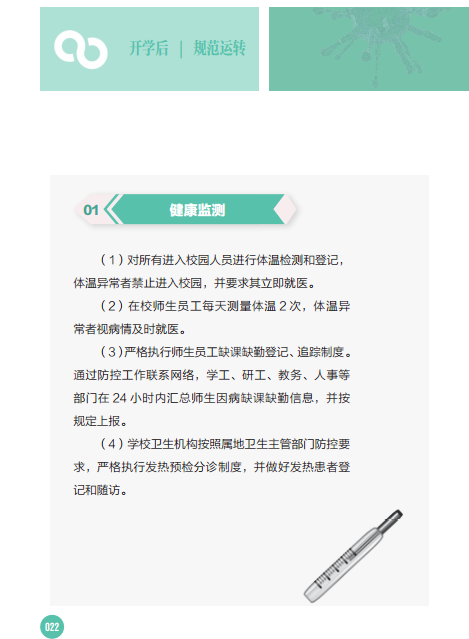 开学后 | 规范运转
01 健康监测
（1）对所有进入校园人员进行体温检测和登记，
体温异常者禁止进入校园，并要求其立即就医。
（2）在校师生员工每天测量体温 2 次，体温异
常者视病情及时就医。
（3）严格执行师生员工缺课缺勤登记、追踪制度。
通过防控工作联系网络，学工、研工、教务、人事等
部门在 24 小时内汇总师生因病缺课缺勤信息，并按
规定上报。
（4）学校卫生机构按照属地卫生主管部门防控要
求，严格执行发热预检分诊制度，并做好发热患者登
记和随访。
022